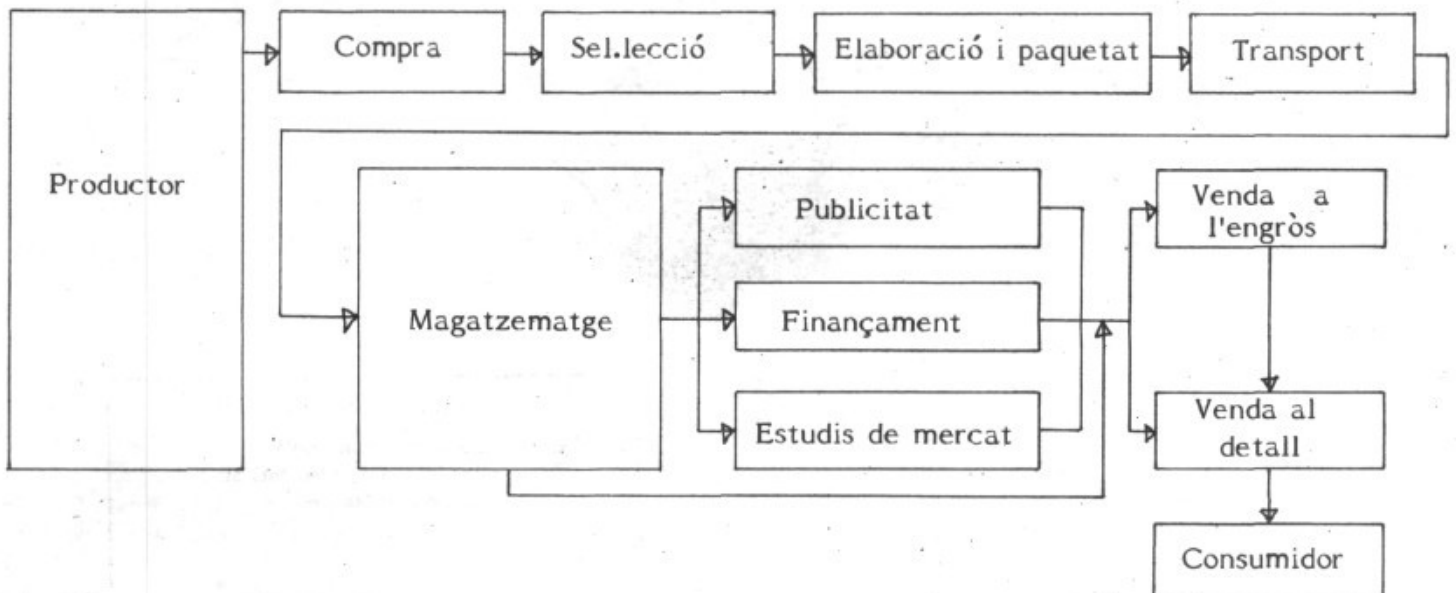 Productor
Compra
Sel.lecció
Elaboració i paquetat
Transport
Magatzematge
Publicitat
Finançament
Estudis de mercat
Venda a
l'engròs
Venda al
detall
Consumidor